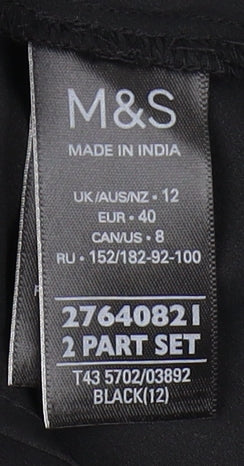 M&S
MADE IN INDIA
UK/AUS/NZ • 12
EUR • 40
CAN/US • 8
RU • 152/182-92-100
27640821
2 PART SET
T43 5702/03892
BLACK(12)